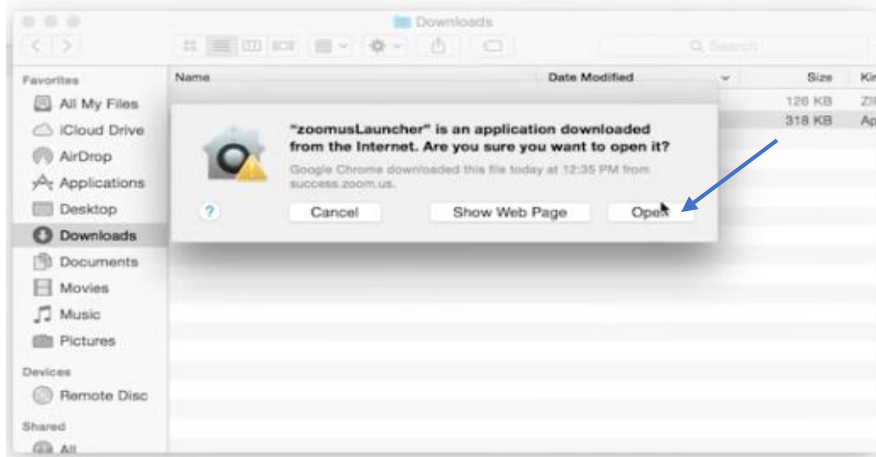 Downloads
Search
Favorites
Name Date Modified Size Kin
All My Files
126 KB ZIP
318 KB Ap
iCloud Drive
"zoomusLauncher" is an application downloaded
from the Internet. Are you sure you want to open it?
AirDrop
Google Chrome downloaded this file today at 12:35 PM from
success.zoom.us.
Applications
Desktop
? Cancel Show Web Page Open
Downloads
Documents
Movies
Music
Pictures
Devices
Remote Disc
Shared
All